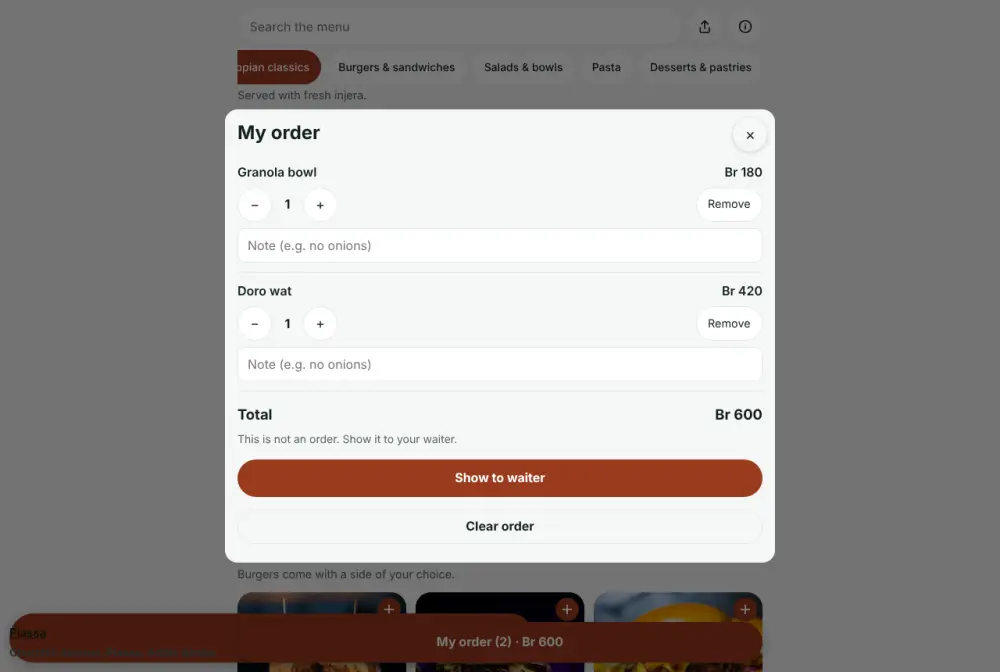 Search the menu
opian classics
Burgers & sandwiches
Salads & bowls
Pasta
Desserts & pastries
Served with fresh injera.
My order
×
Granola bowl
Br 180
− 1 +
Remove
Note (e.g. no onions)
Doro wat
Br 420
− 1 +
Remove
Note (e.g. no onions)
Total
Br 600
This is not an order. Show it to your waiter.
Show to waiter
Clear order
Burgers come with a side of your choice.
+ + +
Piassa
My order (2) · Br 600